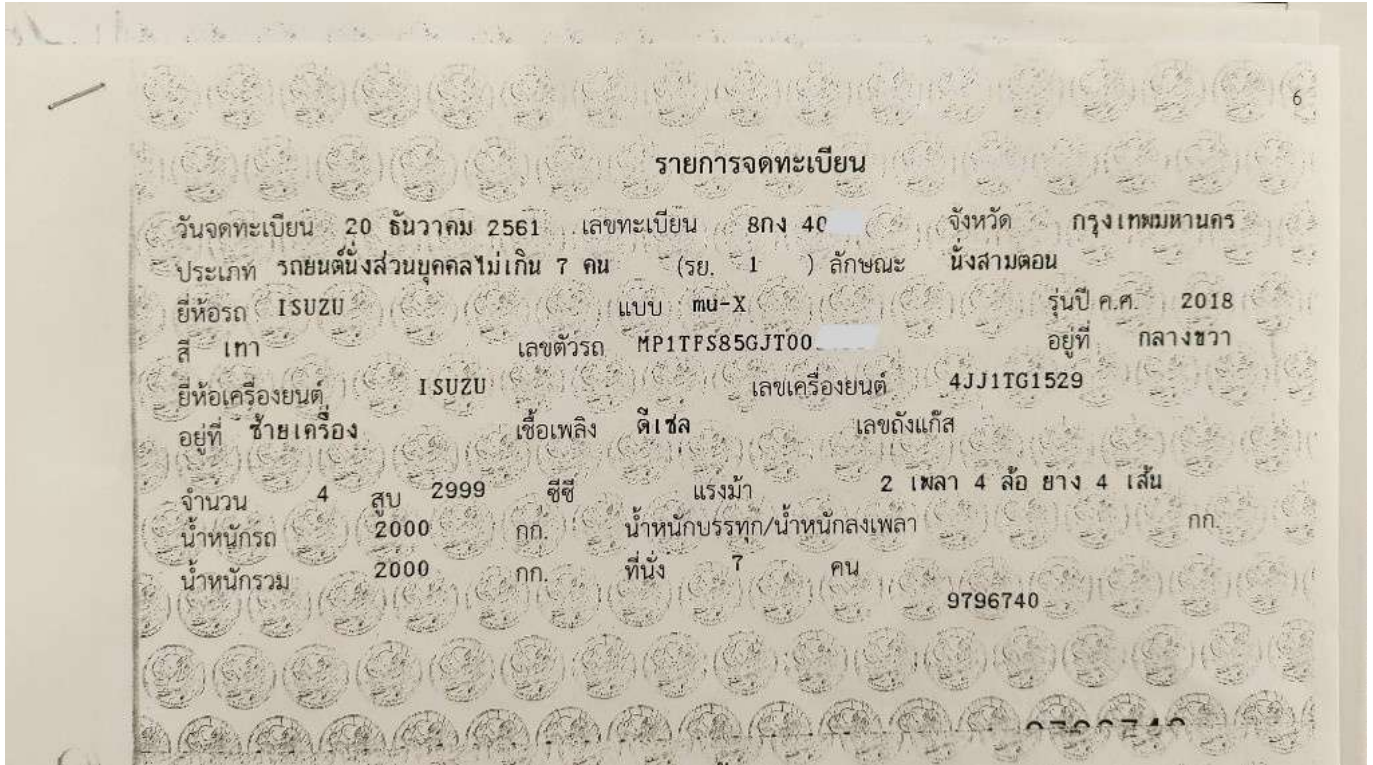 6
รายการจดทะเบียน
วันจดทะเบียน 20 ธันวาคม 2561 เลขทะเบียน 8กง 40 จังหวัด กรุงเทพมหานคร
ประเภท รถยนต์นั่งส่วนบุคคลไม่เกิน 7 คน (รย. 1 ) ลักษณะ นั่งสามตอน
ยี่ห้อรถ ISUZU แบบ mu-X รุ่นปี ค.ศ. 2018
สี เทา เลขตัวรถ MP1TFS85GJT00 อยู่ที่ กลางขวา
ยี่ห้อเครื่องยนต์ ISUZU เลขเครื่องยนต์ 4JJ1TG1529
อยู่ที่ ซ้ายเครื่อง เชื้อเพลิง ดีเซล เลขถังแก๊ส
จำนวน 4 สูบ 2999 ซีซี แรงม้า 2 เพลา 4 ล้อ ยาง 4 เส้น
น้ำหนักรถ 2000 กก. น้ำหนักบรรทุก/น้ำหนักลงเพลา กก.
น้ำหนักรวม 2000 กก. ที่นั่ง 7 คน
9796740